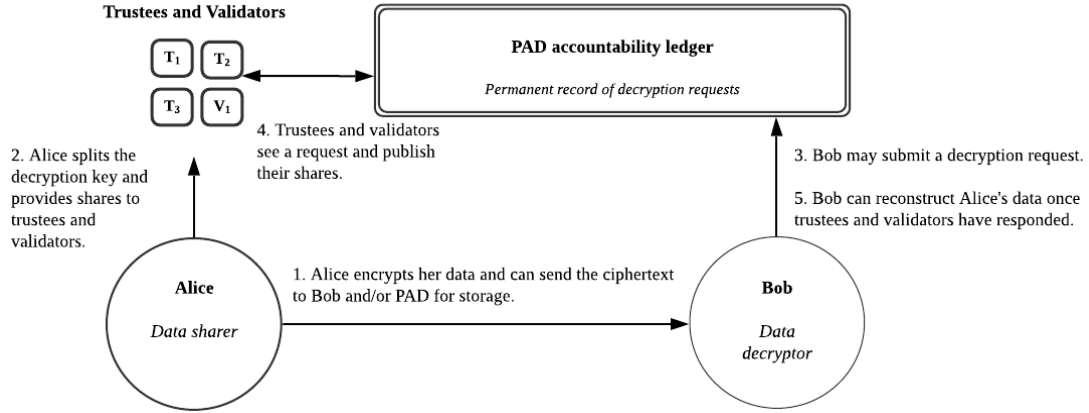 Trustees and Validators
T₁
T₂
T₃
V₁
PAD accountability ledger
Permanent record of decryption requests
4. Trustees and validators
see a request and publish
their shares.
2. Alice splits the
decryption key and
provides shares to
trustees and
validators.
3. Bob may submit a decryption request.
5. Bob can reconstruct Alice's data once
trustees and validators have responded.
Alice
Data sharer
1. Alice encrypts her data and can send the ciphertext
to Bob and/or PAD for storage.
Bob
Data
decryptor